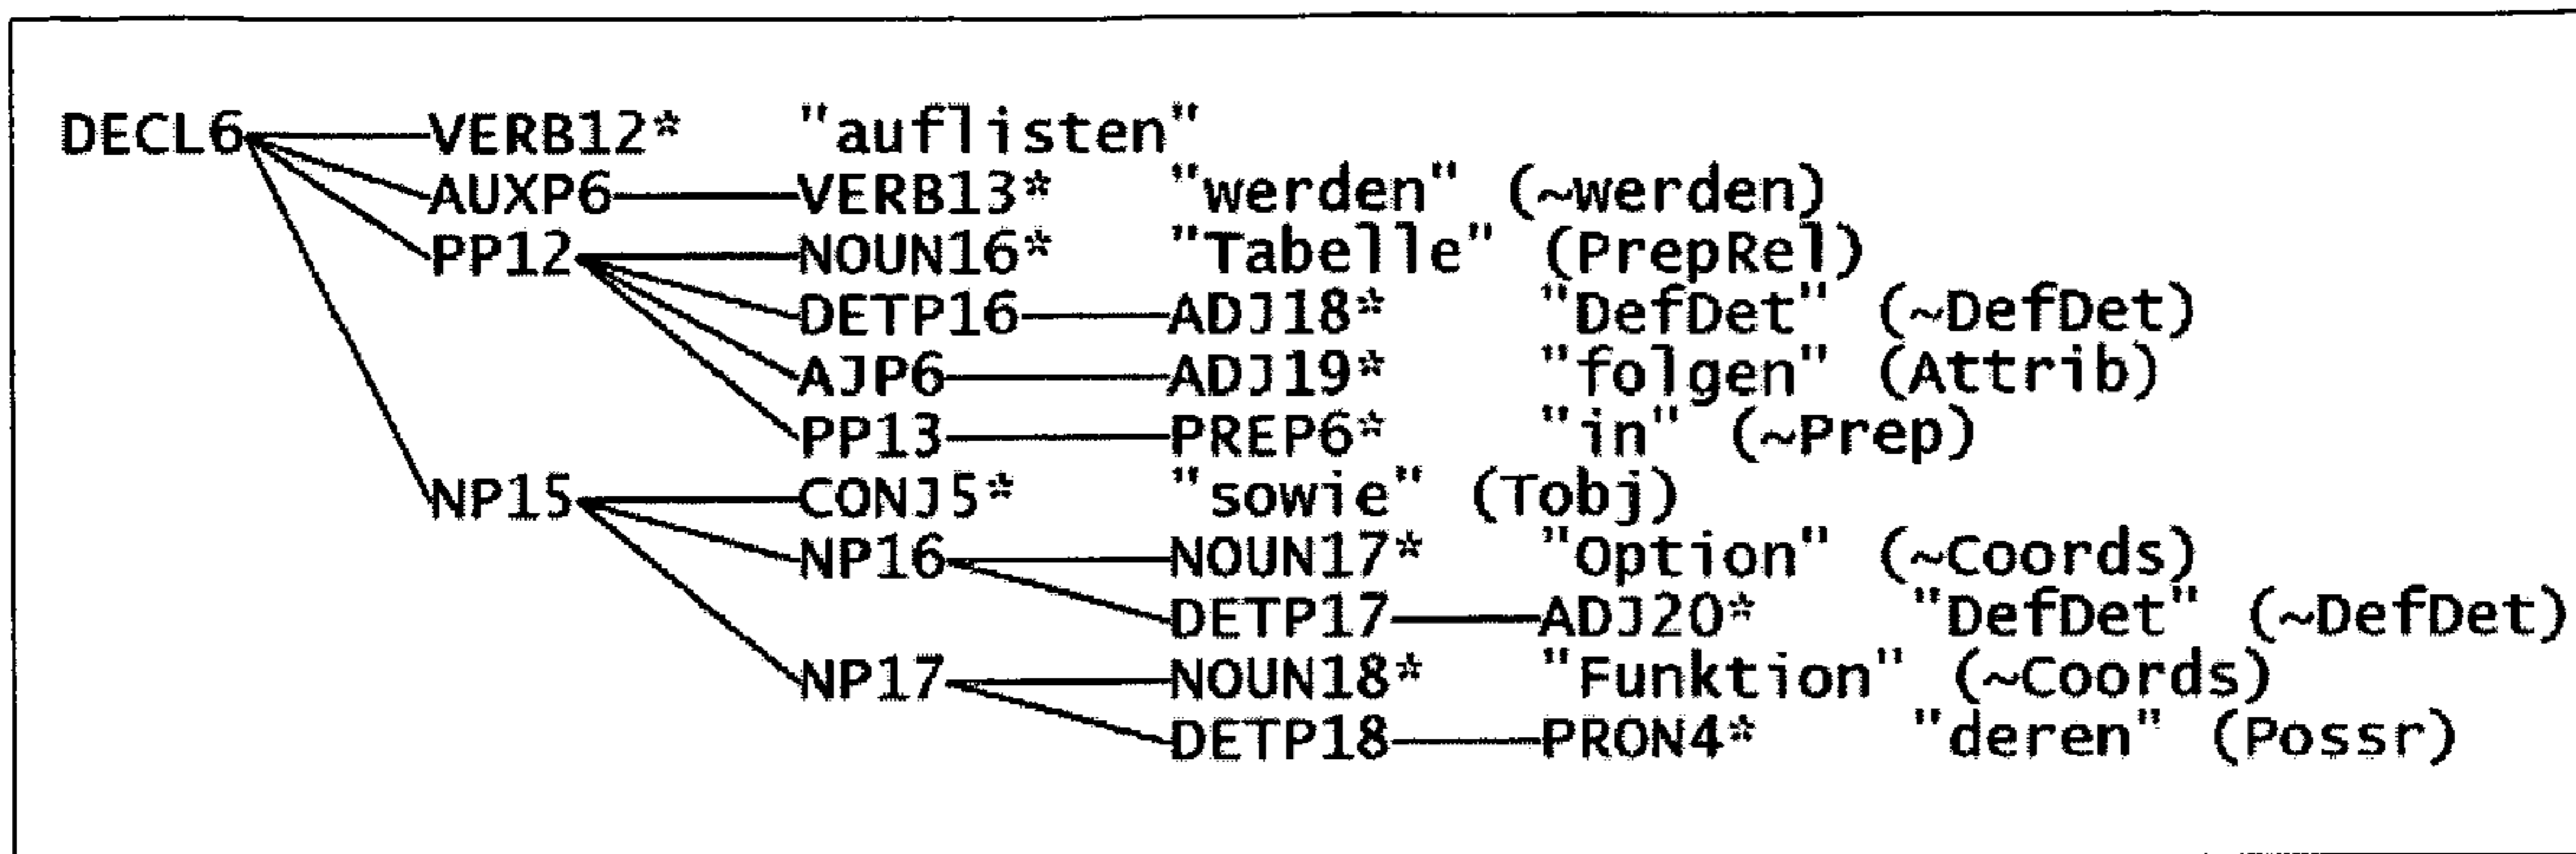 DECL6 VERB12* "auflisten"
AUXP6 VERB13* "werden" (~werden)
PP12 NOUN16* "Tabelle" (PrepRel)
DETP16 ADJ18* "DefDet" (~DefDet)
AJP6 ADJ19* "folgen" (Attrib)
PP13 PREP6* "in" (~Prep)
NP15 CONJ5* "sowie" (Tobj)
NP16 NOUN17* "Option" (~Coords)
DETP17 ADJ20* "DefDet" (~DefDet)
NP17 NOUN18* "Funktion" (~Coords)
DETP18 PRON4* "deren" (Possr)